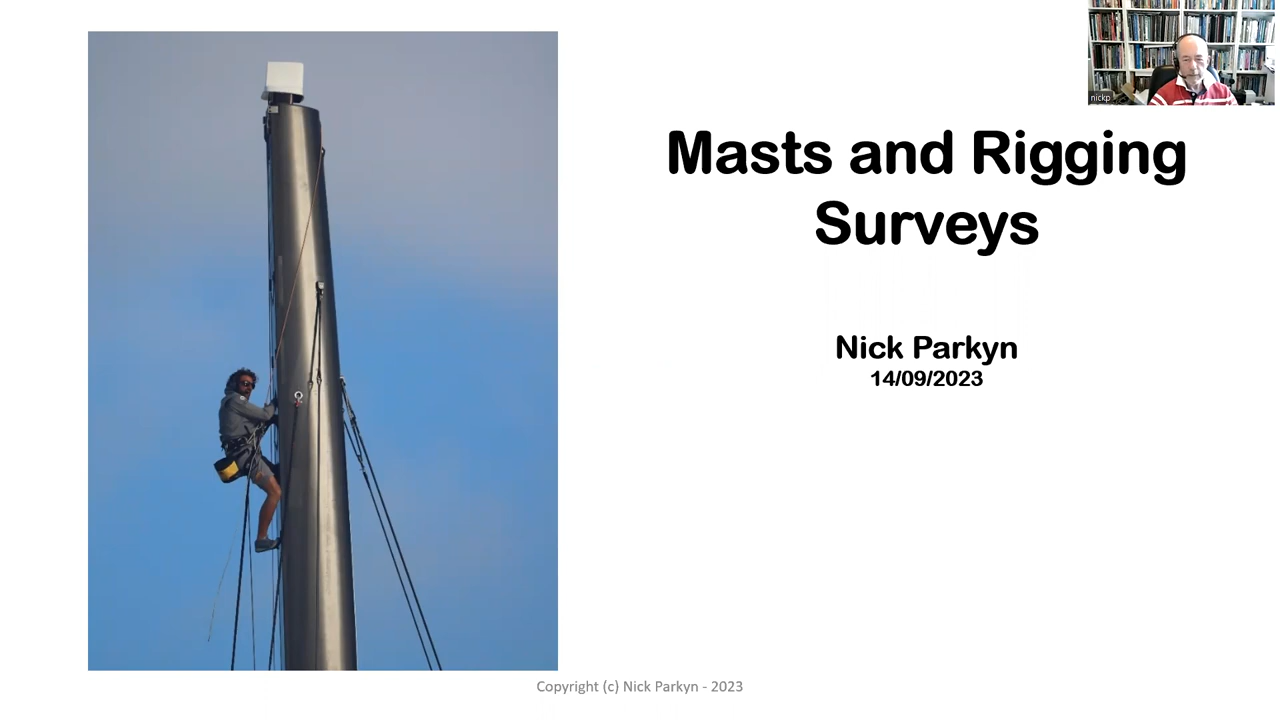 nickp
Masts and Rigging
Surveys
Nick Parkyn
14/09/2023
Copyright (c) Nick Parkyn - 2023